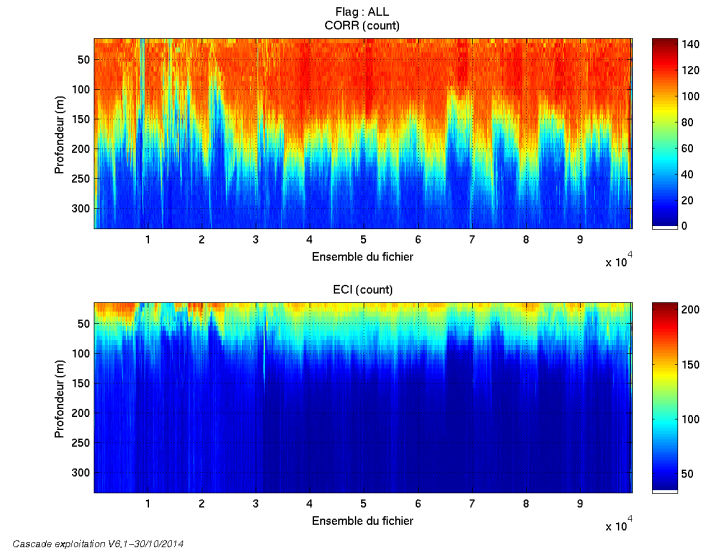 Flag : ALL
CORR (count)
Profondeur (m)
50
100
150
200
250
300
1 2 3 4 5 6 7 8 9
x 10^4
Ensemble du fichier
140
120
100
80
60
40
20
0
ECI (count)
Profondeur (m)
50
100
150
200
250
300
1 2 3 4 5 6 7 8 9
x 10^4
Ensemble du fichier
200
150
100
50
Cascade exploitation V6,1-30/10/2014